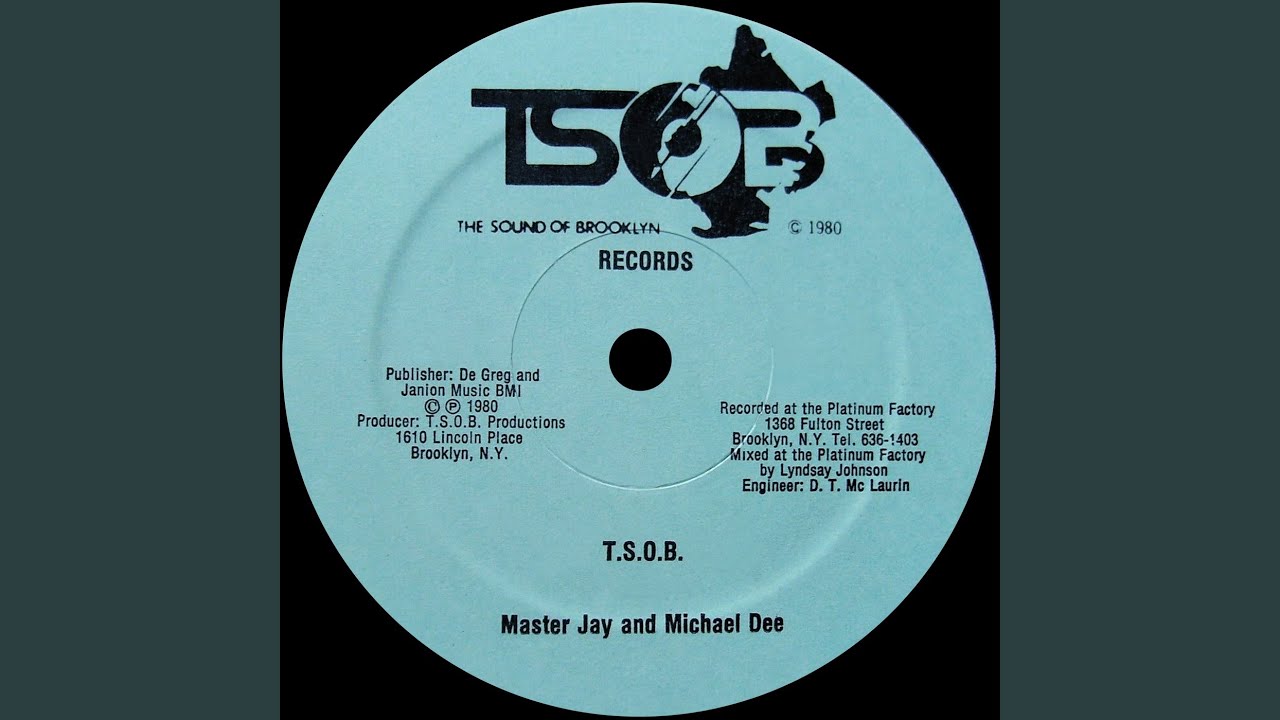 TSOB
THE SOUND OF BROOKLYN
© 1980
RECORDS
Publisher: De Greg and
Janion Music BMI
© ℗ 1980
Producer: T.S.O.B. Productions
1610 Lincoln Place
Brooklyn, N.Y.
Recorded at the Platinum Factory
1368 Fulton Street
Brooklyn, N.Y. Tel. 636-1403
Mixed at the Platinum Factory
by Lyndsay Johnson
Engineer: D. T. Mc Laurin
T.S.O.B.
Master Jay and Michael Dee